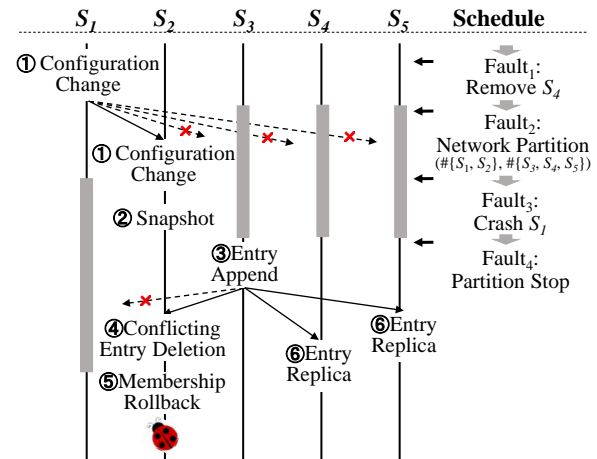 S1 S2 S3 S4 S5 Schedule
① Configuration
Change
Fault1:
Remove S4
Fault2:
Network Partition
(#{S1, S2}, #{S3, S4, S5})
① Configuration
Change
② Snapshot
Fault3:
Crash S1
③Entry
Append
Fault4:
Partition Stop
④Conflicting
Entry Deletion
⑥Entry
Replica
⑥Entry
Replica
⑤Membership
Rollback